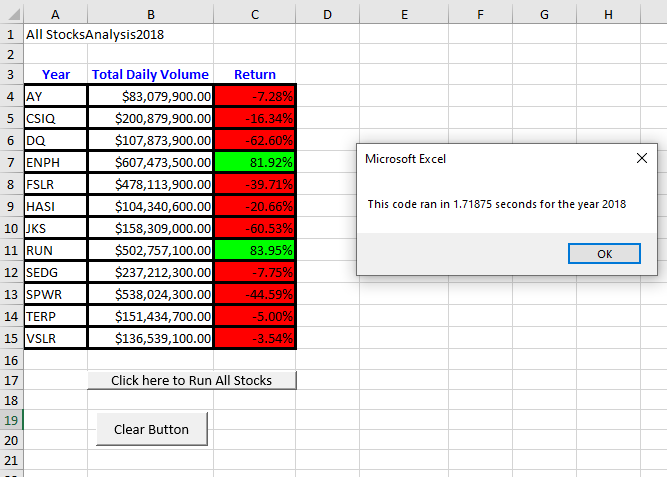 A B C D E F G H
1 All StocksAnalysis2018
2
3 Year Total Daily Volume Return
4 AY $83,079,900.00 -7.28%
5 CSIQ $200,879,900.00 -16.34%
6 DQ $107,873,900.00 -62.60%
7 ENPH $607,473,500.00 81.92%
8 FSLR $478,113,900.00 -39.71%
9 HASI $104,340,600.00 -20.66%
10 JKS $158,309,000.00 -60.53%
11 RUN $502,757,100.00 83.95%
12 SEDG $237,212,300.00 -7.75%
13 SPWR $538,024,300.00 -44.59%
14 TERP $151,434,700.00 -5.00%
15 VSLR $136,539,100.00 -3.54%
16
17 Click here to Run All Stocks
18
19
20 Clear Button
21
Microsoft Excel
This code ran in 1.71875 seconds for the year 2018
OK